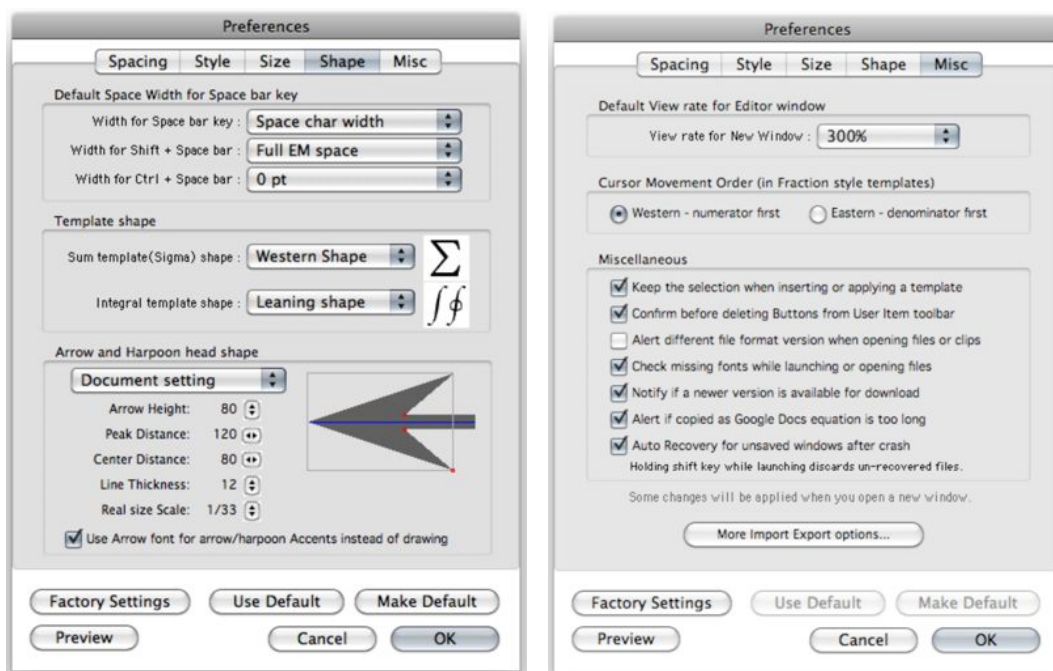 Preferences
Spacing Style Size Shape Misc
Default Space Width for Space bar key
Width for Space bar key : Space char width
Width for Shift + Space bar : Full EM space
Width for Ctrl + Space bar : 0 pt
Template shape
Sum template(Sigma) shape : Western Shape ∑
Integral template shape : Leaning shape ∫∮
Arrow and Harpoon head shape
Document setting
Arrow Height: 80
Peak Distance: 120
Center Distance: 80
Line Thickness: 12
Real size Scale: 1/33
Use Arrow font for arrow/harpoon Accents instead of drawing
Factory Settings Use Default Make Default
Preview Cancel OK
Preferences
Spacing Style Size Shape Misc
Default View rate for Editor window
View rate for New Window : 300%
Cursor Movement Order (in Fraction style templates)
Western - numerator first Eastern - denominator first
Miscellaneous
Keep the selection when inserting or applying a template
Confirm before deleting Buttons from User Item toolbar
Alert different file format version when opening files or clips
Check missing fonts while launching or opening files
Notify if a newer version is available for download
Alert if copied as Google Docs equation is too long
Auto Recovery for unsaved windows after crash
Holding shift key while launching discards un-recovered files.
Some changes will be applied when you open a new window.
More Import Export options...
Factory Settings Use Default Make Default
Preview Cancel OK